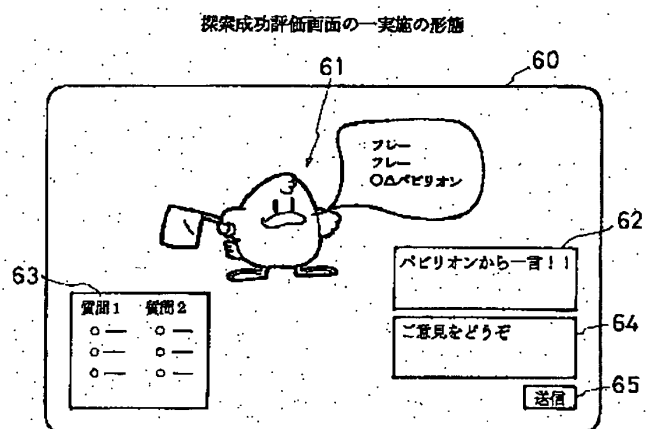 探索成功評価画面の一実施の形態
60
61
フレー
フレー
○△パビリオン
62
パビリオンから一言!!
63
質問1 質問2
64
ご意見をどうぞ
65
送信